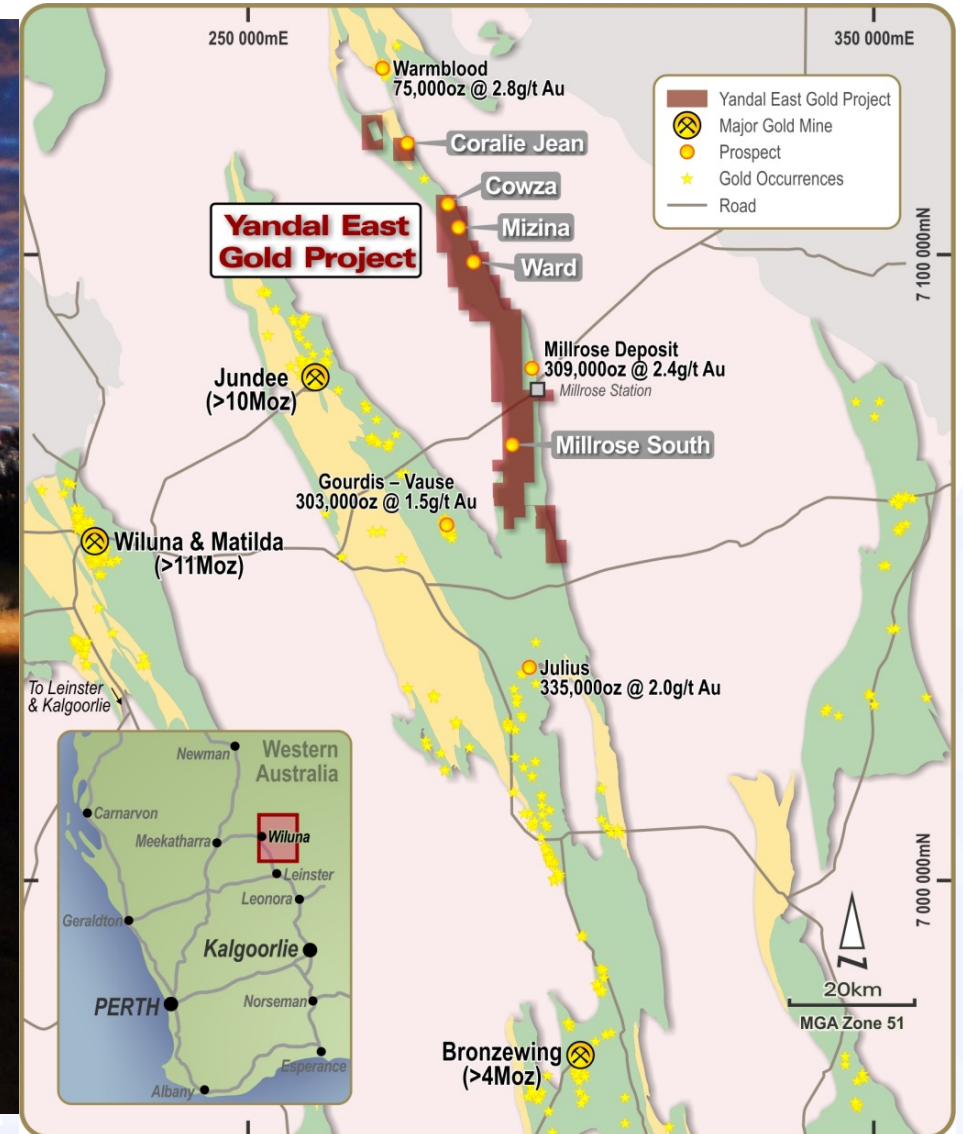 250 000mE
350 000mE
Warmblood
75,000oz @ 2.8g/t Au
Yandal East Gold Project
Major Gold Mine
Prospect
Gold Occurrences
Road
Coralie Jean
Cowza
Mizina
Ward
Yandal East
Gold Project
7 100 000mN
Millrose Deposit
309,000oz @ 2.4g/t Au
Millrose Station
Jundee
(>10Moz)
Millrose South
Gourdis – Vause
303,000oz @ 1.5g/t Au
Wiluna & Matilda
(>11Moz)
Julius
335,000oz @ 2.0g/t Au
To Leinster
& Kalgoorlie
Newman
Western
Australia
Carnarvon
Meekatharra
Wiluna
Leinster
Leonora
Geraldton
Kalgoorlie
PERTH
Norseman
Esperance
Albany
7 000 000mN
N
20km
MGA Zone 51
Bronzewing
(>4Moz)